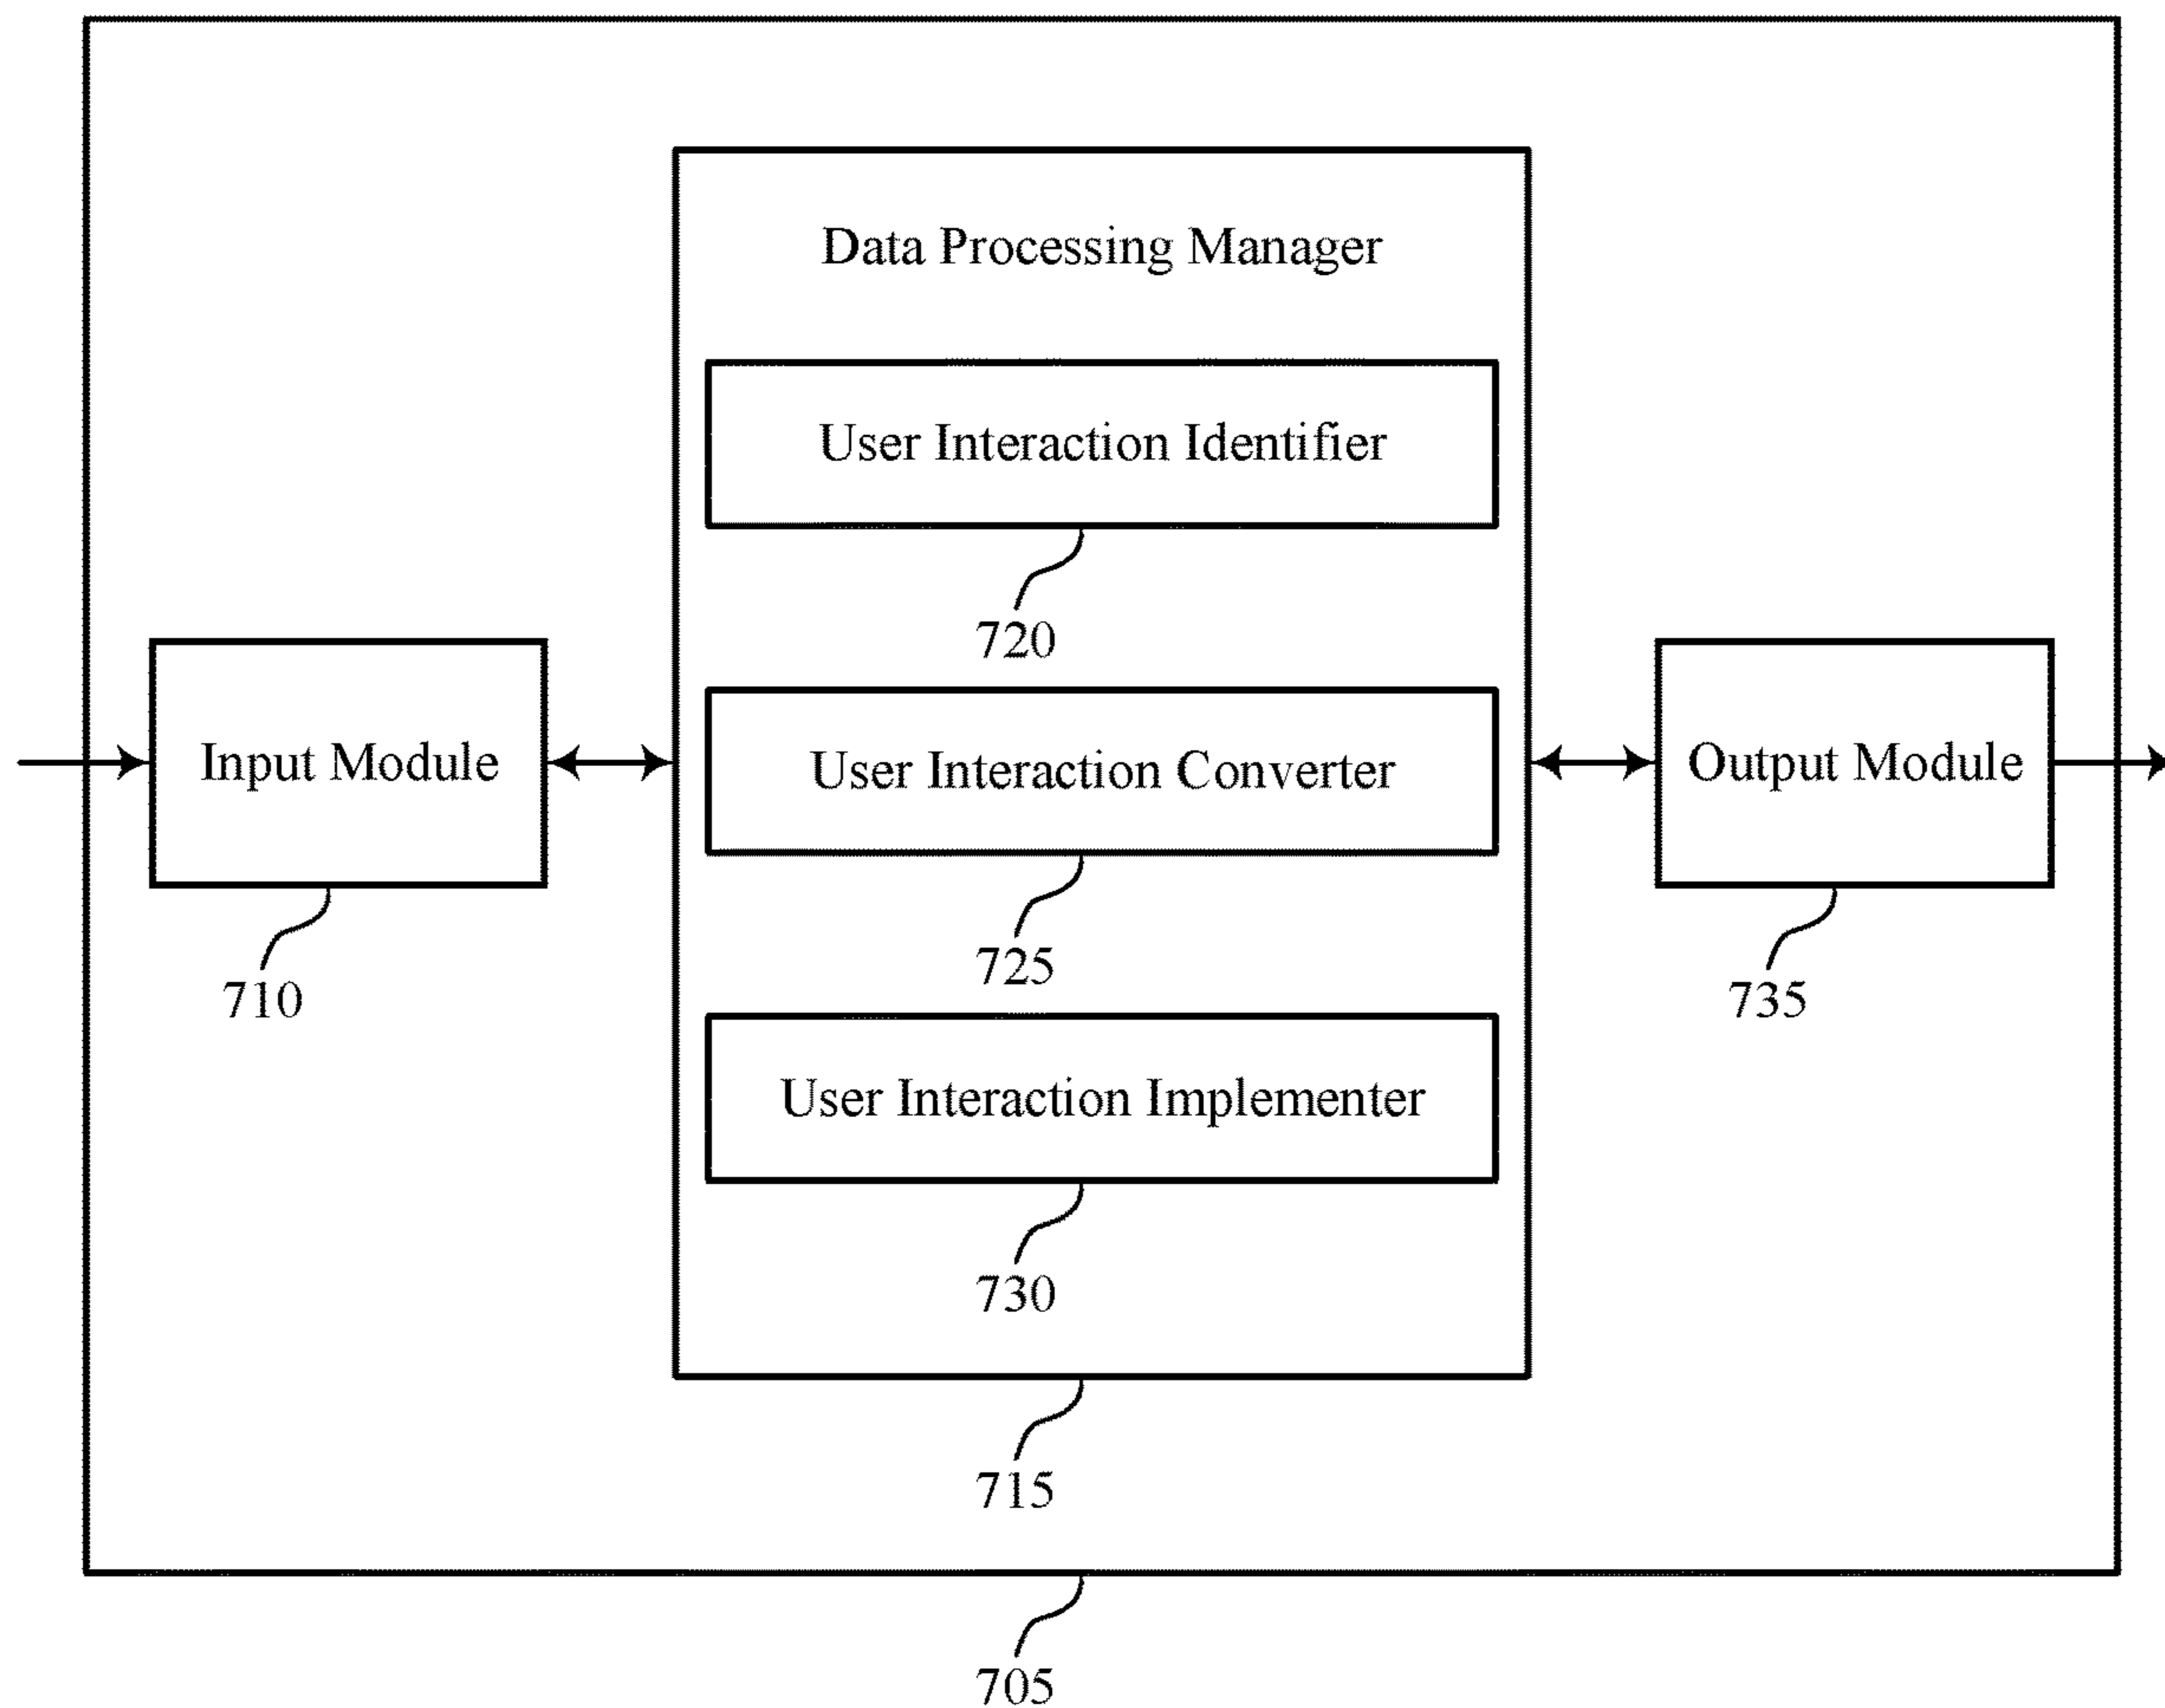 Data Processing Manager
User Interaction Identifier
720
Input Module
710
User Interaction Converter
725
Output Module
735
User Interaction Implementer
730
715
705